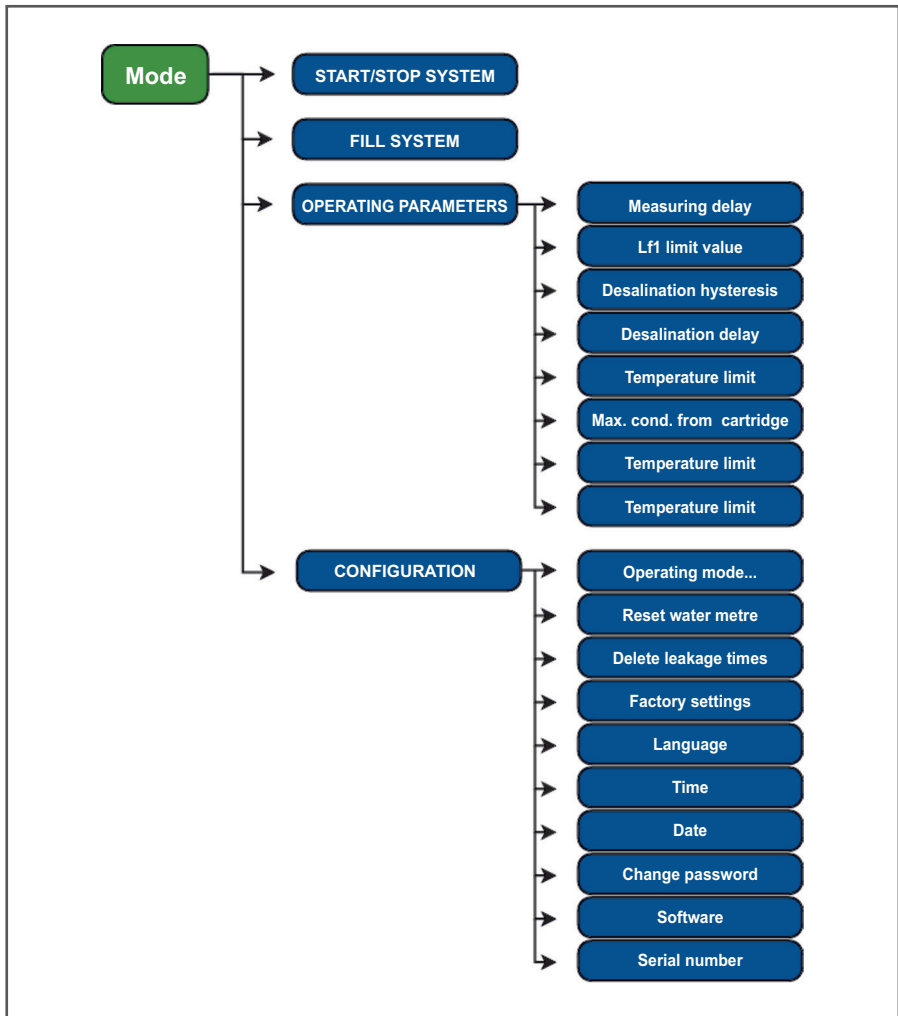 Mode
START/STOP SYSTEM
FILL SYSTEM
OPERATING PARAMETERS
Measuring delay
Lf1 limit value
Desalination hysteresis
Desalination delay
Temperature limit
Max. cond. from cartridge
Temperature limit
Temperature limit
CONFIGURATION
Operating mode...
Reset water metre
Delete leakage times
Factory settings
Language
Time
Date
Change password
Software
Serial number